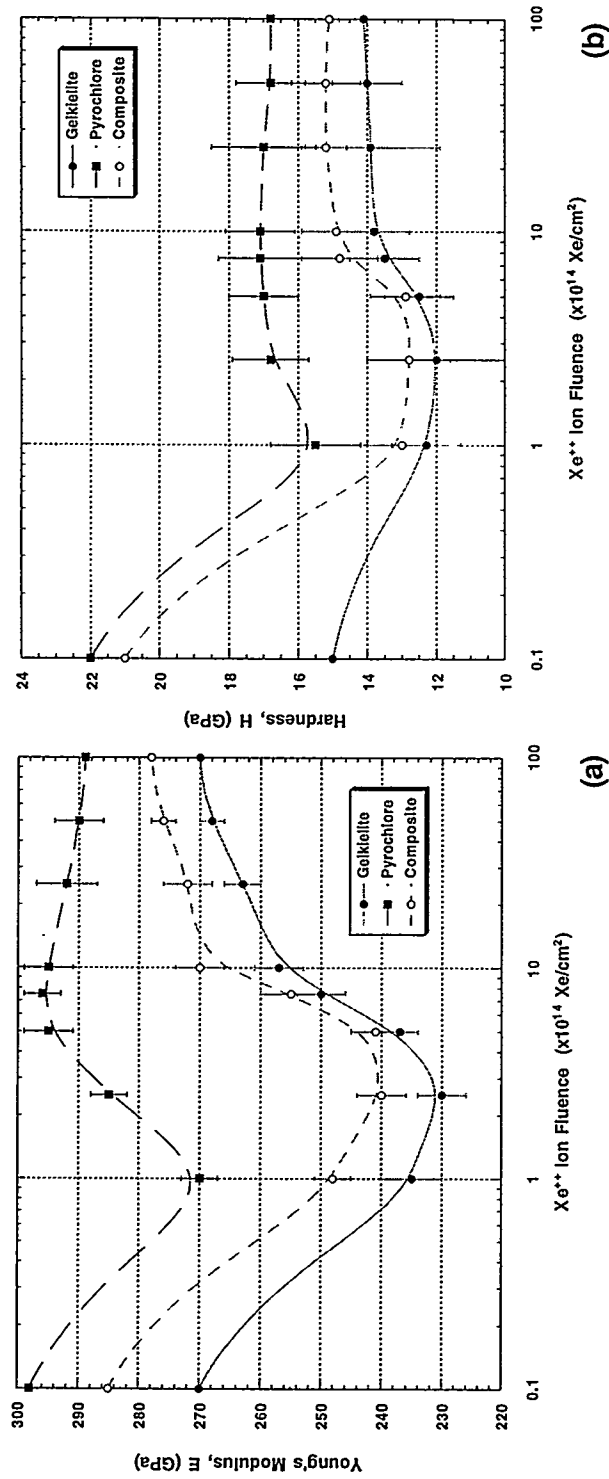 Young's Modulus, E (GPa)
300
290
280
270
260
250
240
230
220
Geikielite
Pyrochlore
Composite
0.1
1
10
100
Xe⁺⁺ Ion Fluence (x10¹⁴ Xe/cm²)
(a)
Hardness, H (GPa)
24
22
20
18
16
14
12
10
Geikielite
Pyrochlore
Composite
0.1
1
10
100
Xe⁺⁺ Ion Fluence (x10¹⁴ Xe/cm²)
(b)